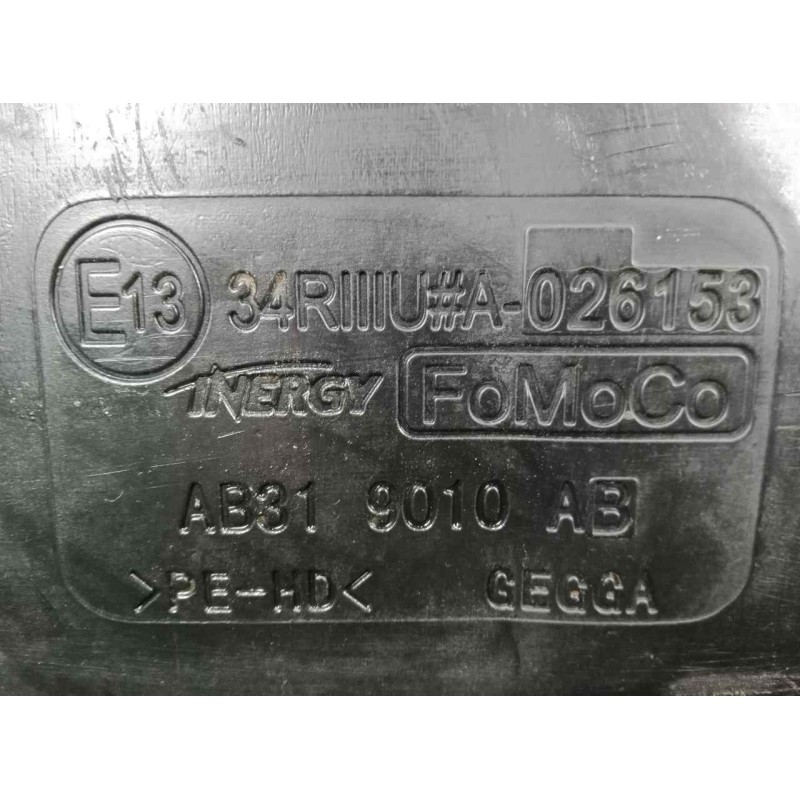 E13 34RIIIU#A-026153
INERGY FoMoCo
AB31 9010 AB
>PE-HD< GEGGA